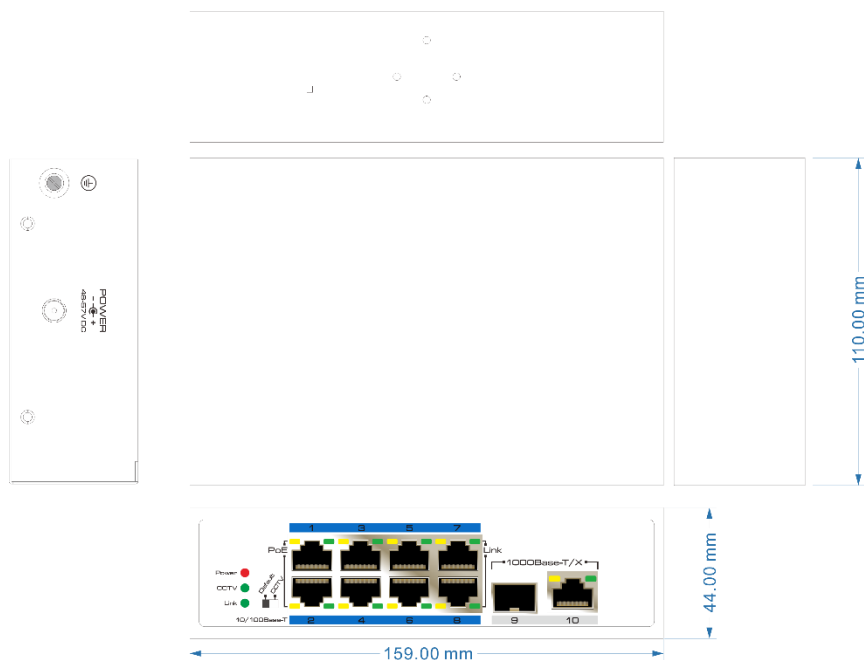 POWER
- +
48-57VDC
110.00 mm
1 3 5 7
PoE
Link
1000Base-T/X
Power
CCTV
Link
Default
CCTV
10/100Base-T
2 4 6 8
9 10
44.00 mm
159.00 mm